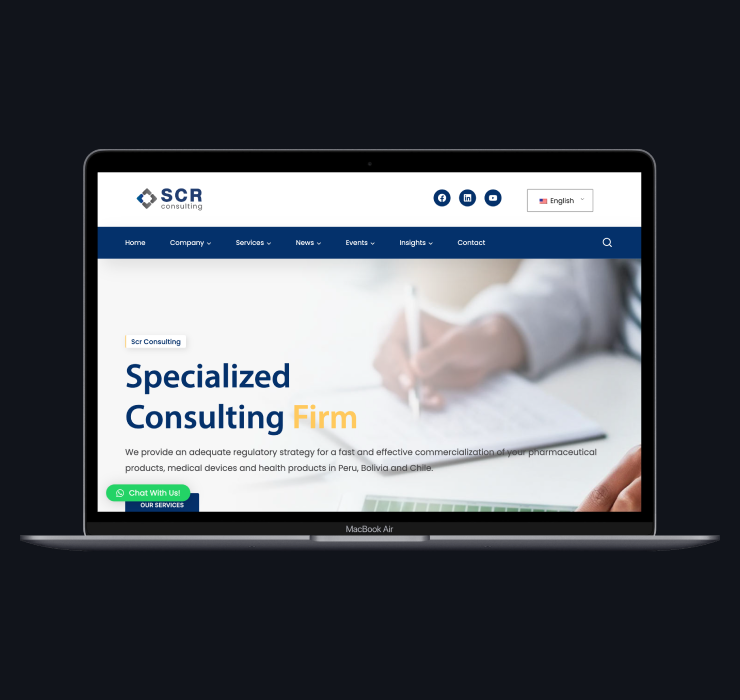 SCR
consulting
English
Home Company Services News Events Insights Contact
Scr Consulting
Specialized
Consulting Firm
We provide an adequate regulatory strategy for a fast and effective commercialization of your pharmaceutical
products, medical devices and health products in Peru, Bolivia and Chile.
Chat With Us!
OUR SERVICES
MacBook Air